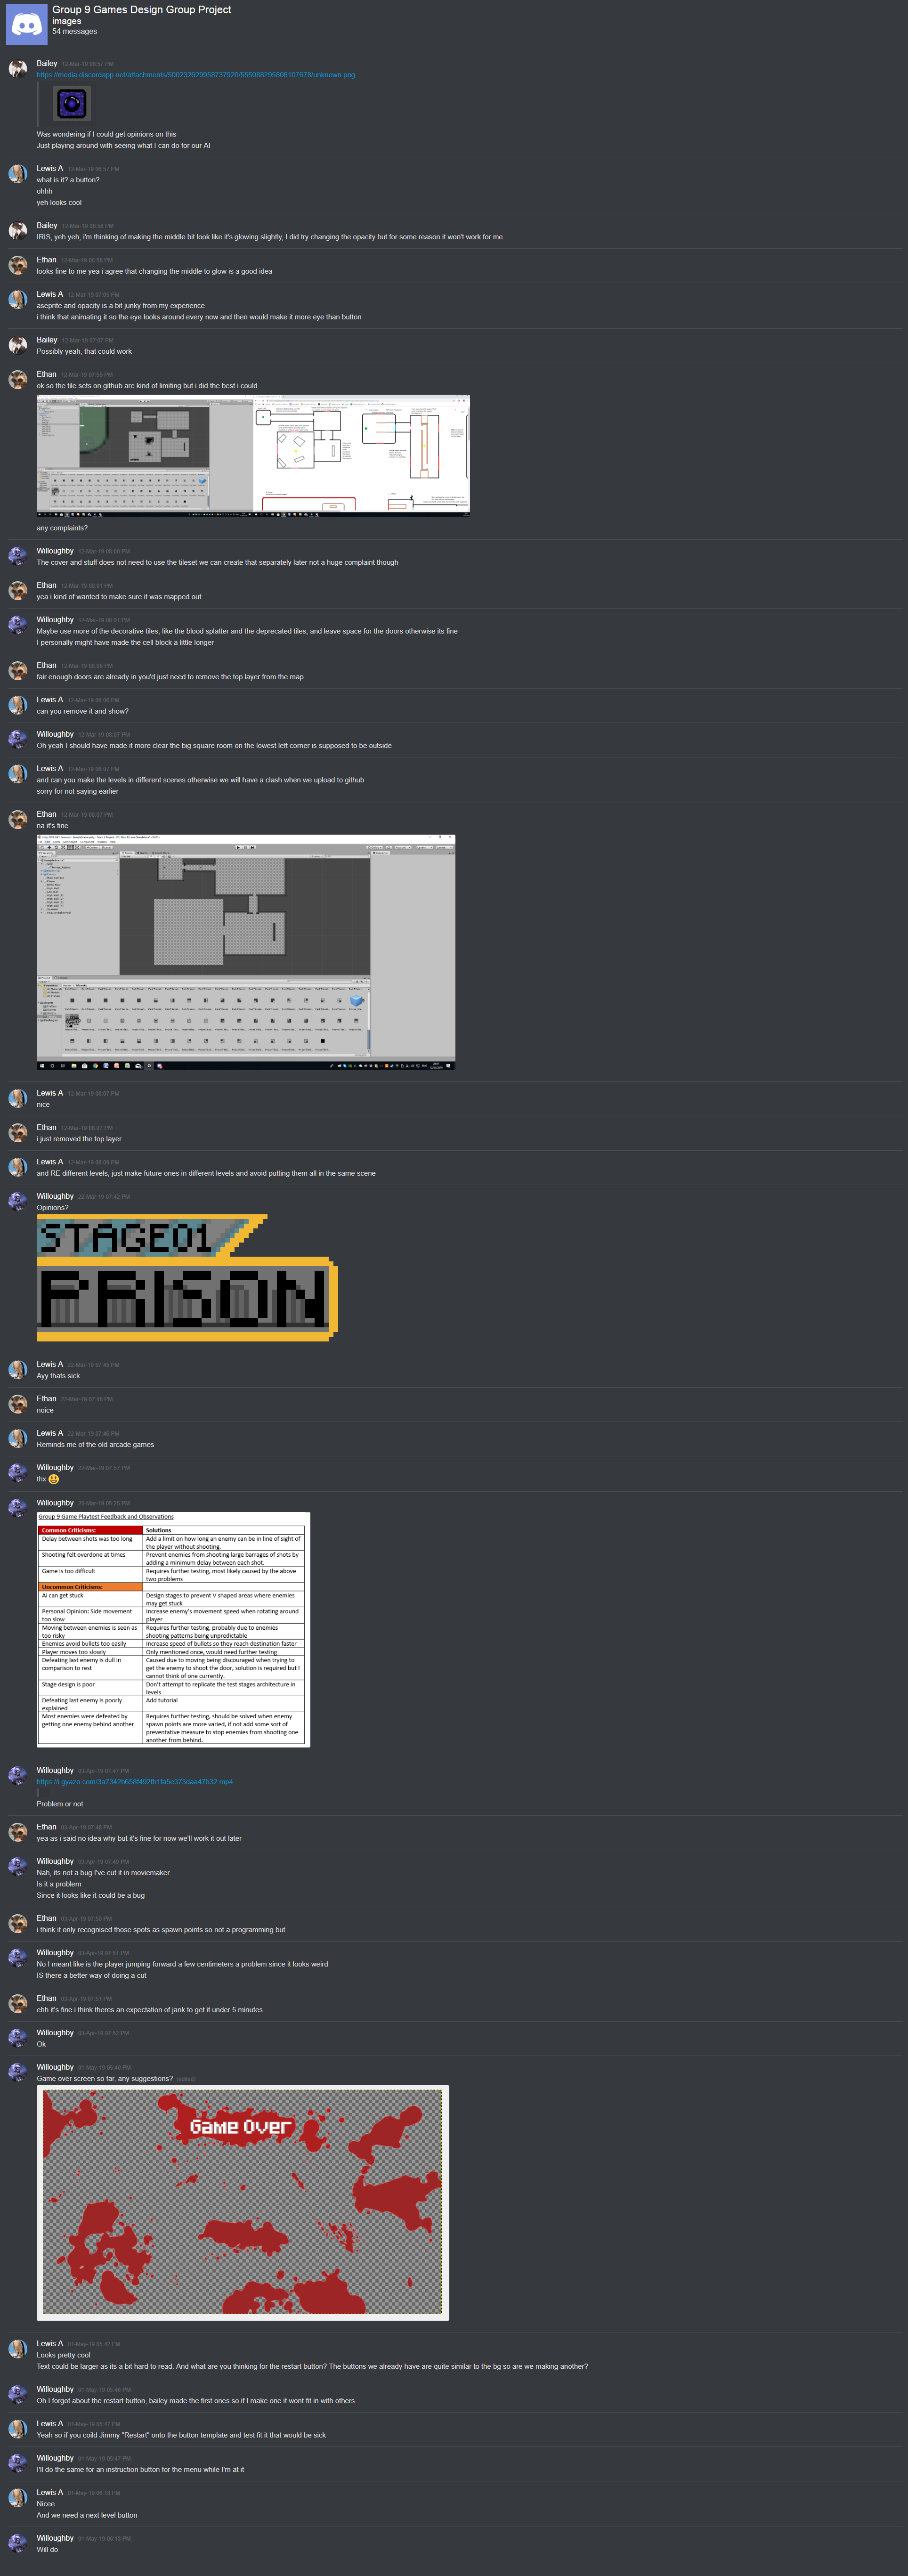 Group 9 Games Design Group Project
images
54 messages
Bailey 12-Mar-19 06:57 PM
Was wondering if I could get opinions on this
Just playing around with seeing what I can do for our AI
Lewis A 12-Mar-19 06:57 PM
what is it? a button?
ohhh
yeh looks cool
Bailey 12-Mar-19 06:58 PM
IRIS, yeh yeh, i'm thinking of making the middle bit look like it's glowing slightly, I did try changing the opacity but for some reason it won't work for me
Ethan 12-Mar-19 06:58 PM
looks fine to me yea i agree that changing the middle to glow is a good idea
Lewis A 12-Mar-19 07:05 PM
aseprite and opacity is a bit junky from my experience
i think that animating it so the eye looks around every now and then would make it more eye than button
Bailey 12-Mar-19 07:07 PM
Possibly yeah, that could work
Ethan 12-Mar-19 07:59 PM
ok so the tile sets on github are kind of limiting but i did the best i could
any complaints?
Willoughby 12-Mar-19 08:00 PM
The cover and stuff does not need to use the tileset we can create that separately later not a huge complaint though
Ethan 12-Mar-19 08:01 PM
yea i kind of wanted to make sure it was mapped out
Willoughby 12-Mar-19 08:01 PM
Maybe use more of the decorative tiles, like the blood splatter and the deprecated tiles, and leave space for the doors otherwise its fine
I personally might have made the cell block a little longer
Ethan 12-Mar-19
fair enough doors are already in you'd just need to remove the top layer from the map
Lewis A 12-Mar-19
can you remove it and show?
Willoughby 12-Mar-19 08:07 PM
Oh yeah I should have made it more clear the big square room on the lowest left corner is supposed to be outside
Lewis A 12-Mar-19 08:07 PM
and can you make the levels in different scenes otherwise we will have a clash when we upload to github
sorry for not saying earlier
Ethan 12-Mar-19 08:07 PM
na it's fine
Lewis A 12-Mar-19 08:07 PM
nice
Ethan 12-Mar-19 08:07 PM
i just removed the top layer
Lewis A 12-Mar-19
and RE different levels, just make future ones in different levels and avoid putting them all in the same scene
Willoughby 22-Mar-19 07:42 PM
Opinions?
STAGE01
PRISON
Lewis A 22-Mar-19 07:45 PM
Ayy thats sick
Ethan 22-Mar-19 07:45 PM
noice
Lewis A 22-Mar-19
Reminds me of the old arcade games
Willoughby 22-Mar-19 07:57 PM
thx 😃
Willoughby 05:25 PM
Group 9 Game Playtest Feedback and Observations
Common Criticisms: Solutions
Delay between shots was too long Add a limit on how long an enemy can be in line of sight of
the player without shooting.
Shooting felt overdone at times Prevent enemies from shooting large barrages of shots by
adding a minimum delay between each shot.
Game is too difficult Requires further testing, most likely caused by the above
two problems
Uncommon Criticisms:
Ai can get stuck Design stages to prevent V shaped areas where enemies
may get stuck
Personal Opinion: Side movement Increase enemy's movement speed when rotating around
too slow player
Moving between enemies is seen as Requires further testing, probably due to enemies
too risky shooting patterns being unpredictable
Enemies avoid bullets too easily Increase speed of bullets so they reach destination faster
Player moves too slowly Only mentioned once, would need further testing
Defeating last enemy is dull in Caused due to moving being discouraged when trying to
comparison to rest get the enemy to shoot the door, solution is required but I
cannot think of one currently.
Stage design is poor Don't attempt to replicate the test stages architecture in
levels
Defeating last enemy is poorly Add tutorial
explained
Most enemies were defeated by Requires further testing, should be solved when enemy
getting one enemy behind another spawn points are more varied, if not add some sort of
preventative measure to stop enemies from shooting one
another from behind.
Willoughby 03-Apr-19 07:47 PM
Problem or not
Ethan 03-Apr-19
yea as i said no idea why but it's fine for now we'll work it out later
Willoughby 03-Apr-19
Nah, its not a bug I've cut it in moviemaker
Is it a problem
Since it looks like it could be a bug
Ethan 03-Apr-19 07:50 PM
i think it only recognised those spots as spawn points so not a programming but
Willoughby 03-Apr-19 07:51 PM
No I meant like is the player jumping forward a few centimeters a problem since it looks weird
IS there a better way of doing a cut
Ethan 03-Apr-19 07:51 PM
ehh it's fine i think theres an expectation of jank to get it under 5 minutes
Willoughby 03-Apr-19 07:52 PM
Ok
Willoughby 01-May-19
Game over screen so far, any suggestions? (edited)
Game Over
Lewis A 01-May-19 05:42 PM
Looks pretty cool
Text could be larger as its a bit hard to read. And what are you thinking for the restart button? The buttons we already have are quite similar to the bg so are we making another?
Willoughby 01-May-19
Oh I forgot about the restart button, bailey made the first ones so if I make one it wont fit in with others
Lewis A 01-May-19 05:47 PM
Yeah so if you coild Jimmy "Restart" onto the button template and test fit it that would be sick
Willoughby 01-May-19 05:47 PM
I'll do the same for an instruction button for the menu while I'm at it
Lewis A 01-May-19
Nicee
And we need a next level button
Willoughby 01-May-19
Will do